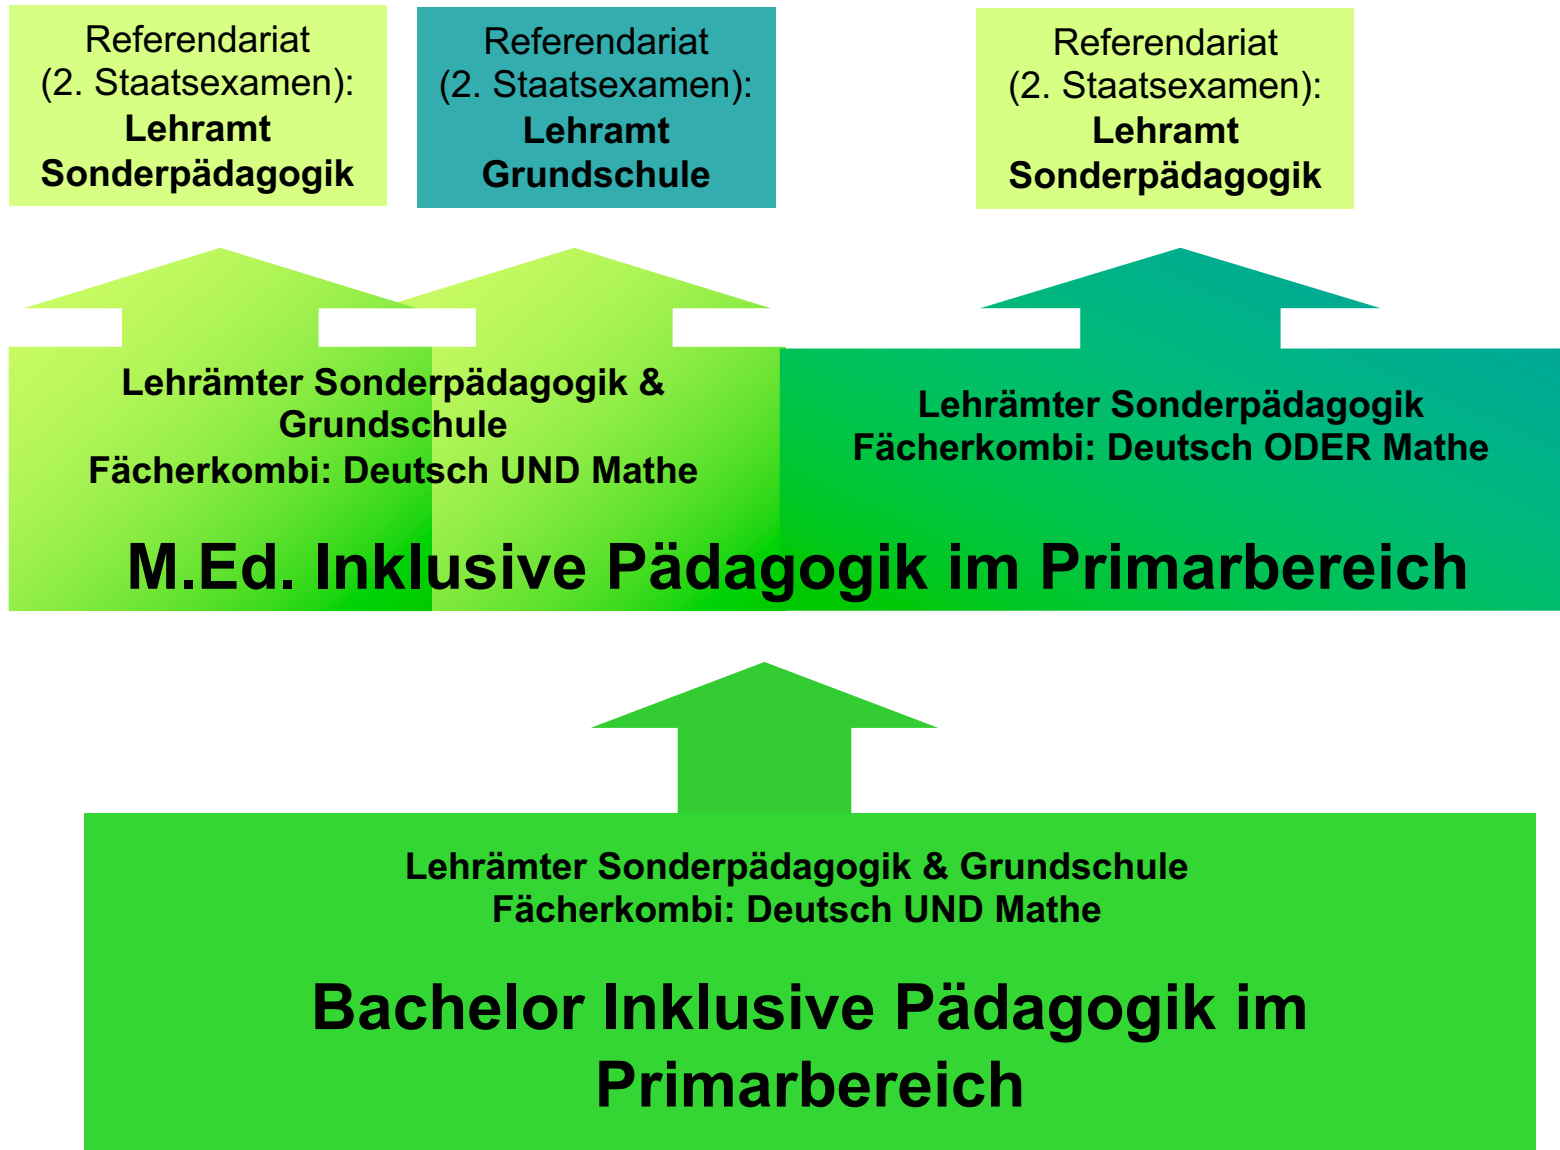 Referendariat
(2. Staatsexamen):
Lehramt
Sonderpädagogik
Referendariat
(2. Staatsexamen):
Lehramt
Grundschule
Referendariat
(2. Staatsexamen):
Lehramt
Sonderpädagogik
Lehrämter Sonderpädagogik &
Grundschule
Fächerkombi: Deutsch UND Mathe
Lehrämter Sonderpädagogik
Fächerkombi: Deutsch ODER Mathe
M.Ed. Inklusive Pädagogik im Primarbereich
Lehrämter Sonderpädagogik & Grundschule
Fächerkombi: Deutsch UND Mathe
Bachelor Inklusive Pädagogik im
Primarbereich